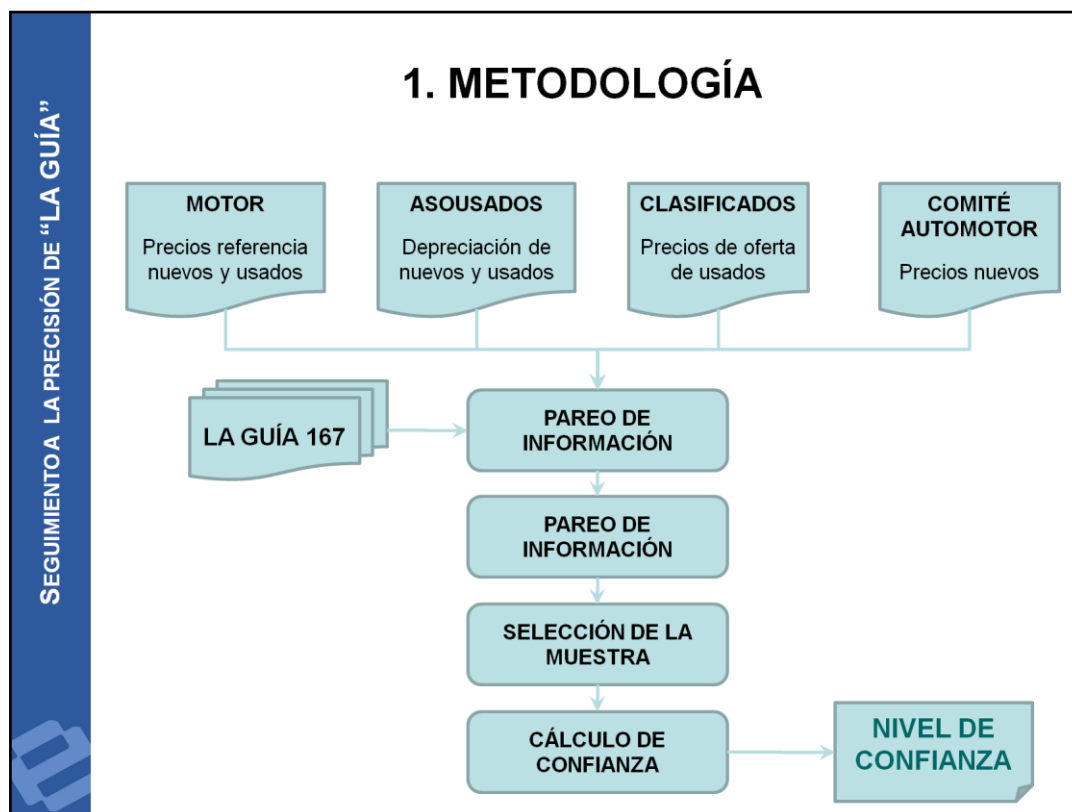 SEGUIMIENTO A LA PRECISIÓN DE “LA GUÍA”
1. METODOLOGÍA
MOTOR
Precios referencia
nuevos y usados
ASOUSADOS
Depreciación de
nuevos y usados
CLASIFICADOS
Precios de oferta
de usados
COMITÉ
AUTOMOTOR
Precios nuevos
LA GUÍA 167
PAREO DE
INFORMACIÓN
PAREO DE
INFORMACIÓN
SELECCIÓN DE LA
MUESTRA
CÁLCULO DE
CONFIANZA
NIVEL DE
CONFIANZA